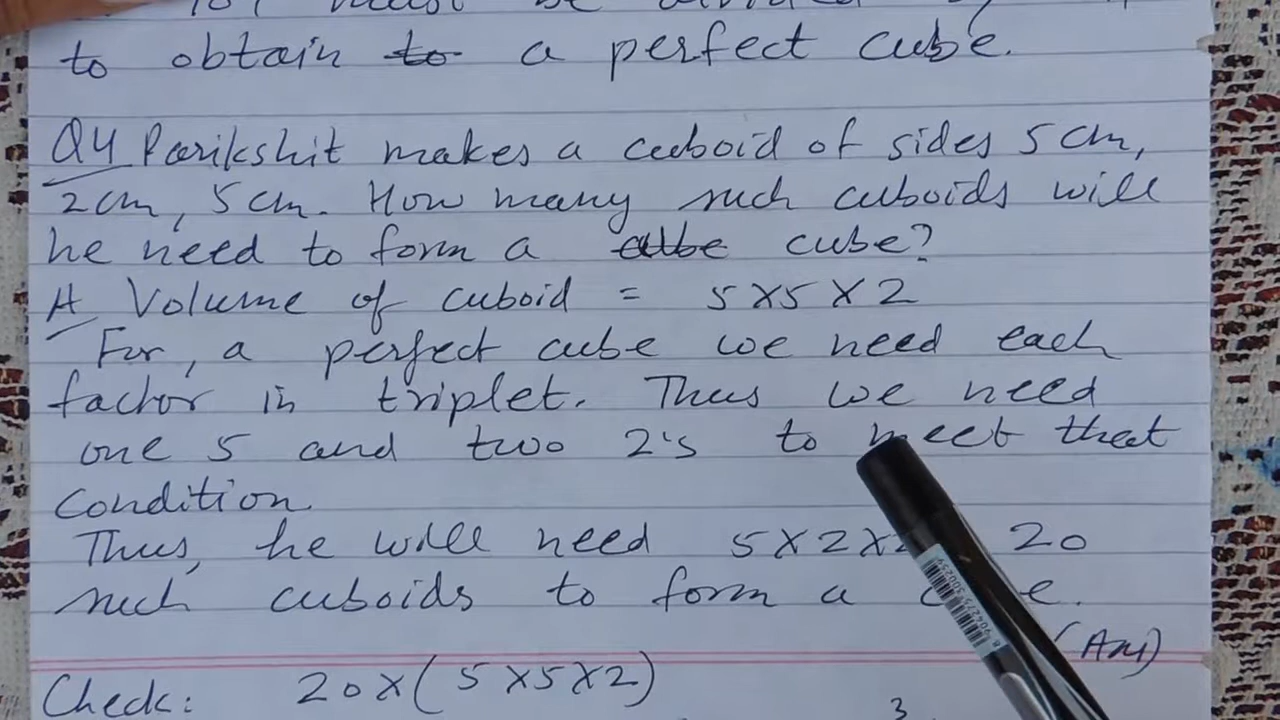 to obtain to a perfect cube.
Q4 Parikshit makes a cuboid of sides 5 cm,
2 cm, 5 cm. How many such cuboids will
he need to form a cube?
A Volume of cuboid = 5 X 5 X 2
For, a perfect cube we need each
factor in triplet. Thus we need
one 5 and two 2's to meet that
condition.
Thus, he will need 5 X 2 X 20
such cuboids to form a
(Ans)
Check: 20 X (5 X 5 X 2)
3